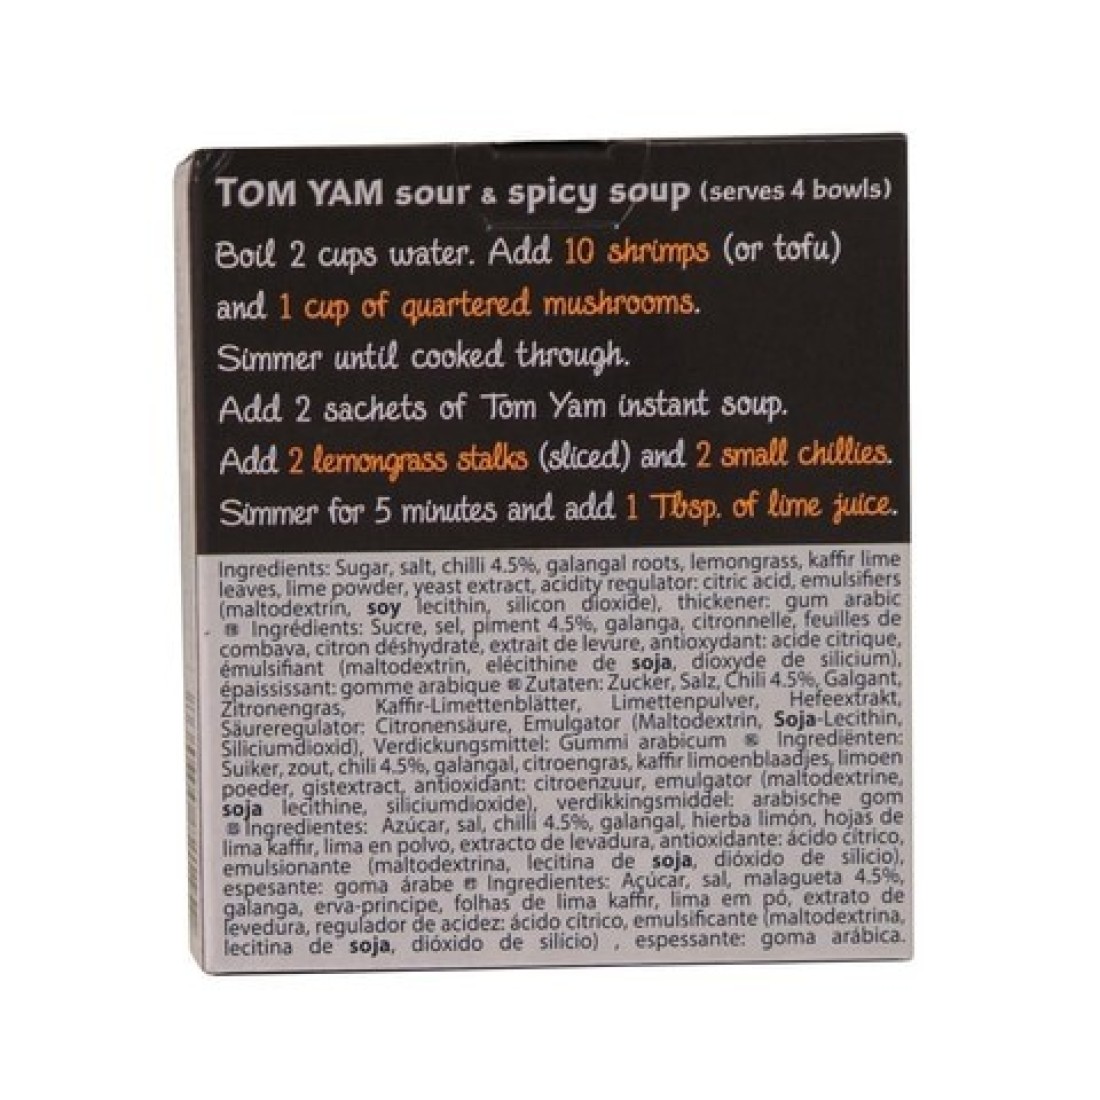 TOM YAM sour & spicy soup (serves 4 bowls)
Boil 2 cups water. Add 10 shrimps (or tofu)
and 1 cup of quartered mushrooms.
Simmer until cooked through.
Add 2 sachets of Tom Yam instant soup.
Add 2 lemongrass stalks (sliced) and 2 small chillies.
Simmer for 5 minutes and add 1 Tbsp. of lime juice.
Ingredients: Sugar, salt, chilli 4.5%, galangal roots, lemongrass, kaffir lime
leaves, lime powder, yeast extract, acidity regulator: citric acid, emulsifiers
(maltodextrin, soy lecithin, silicon dioxide), thickener: gum arabic
Ingrédients: Sucre, sel, piment 4.5%, galanga, citronnelle, feuilles de
combava, citron déshydraté, extrait de levure, antioxydant: acide citrique,
émulsifiant (maltodextrin, elécithine de soja, dioxyde de silicium),
épaississant: gomme arabique Zutaten: Zucker, Salz, Chili 4.5%, Galgant,
Zitronengras, Kaffir-Limettenblätter, Limettenpulver, Hefeextrakt,
Säureregulator: Citronensäure, Emulgator (Maltodextrin, Soja-Lecithin,
Siliciumdioxid), Verdickungsmittel: Gummi arabicum Ingrediënten:
Suiker, zout, chili 4.5%, galangal, citroengras, kaffir limoenblaadjes, limoen
poeder, gistextract, antioxidant: citroenzuur, emulgator (maltodextrine,
soja lecithine, siliciumdioxide), verdikkingsmiddel: arabische gom
Ingredientes: Azúcar, sal, chilli 4.5%, galangal, hierba limón, hojas de
lima kaffir, lima en polvo, extracto de levadura, antioxidante: ácido cítrico,
emulsionante (maltodextrina, lecitina de soja, dióxido de silicio),
espesante: goma árabe Ingredientes: Açúcar, sal, malagueta 4.5%,
galanga, erva-principe, folhas de lima kaffir, lima em pó, extrato de
levedura, regulador de acidez: ácido cítrico, emulsificante (maltodextrina,
lecitina de soja, dióxido de silício) , espessante: goma arábica.